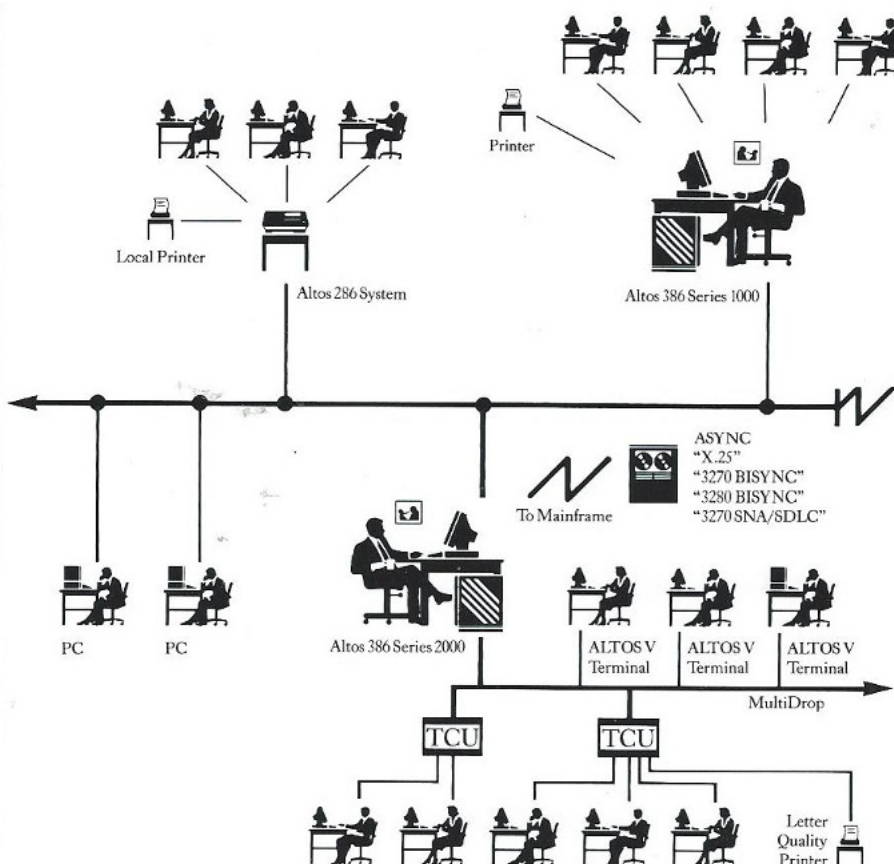 Printer
Local Printer
Altos 286 System
Altos 386 Series 1000
ASYNC
"X.25"
"3270 BISYNC"
"3280 BISYNC"
"3270 SNA/SDLC"
To Mainframe
PC
PC
Altos 386 Series 2000
ALTOS V
Terminal
ALTOS V
Terminal
ALTOS V
Terminal
MultiDrop
TCU
TCU
Letter
Quality
Printer